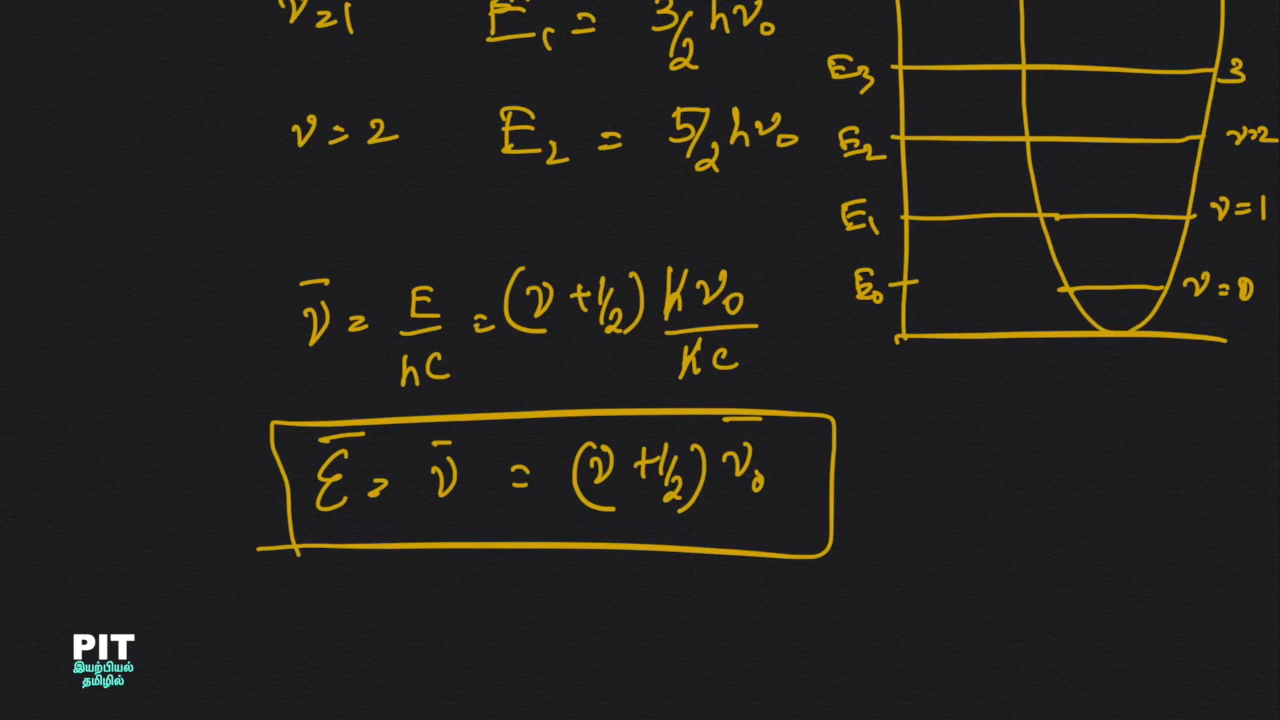 ν=1 E₁ = 3/2 hν₀
ν = 2 E₂ = 5/2 hν₀
ν̄ = E/hC = (ν + 1/2) hν₀/hc
ε̄ = ν̄ = (ν + 1/2) ν̄₀
E₃ 3
E₂ ν=2
E₁ ν = 1
E₀ ν = 0
PIT
இயற்பியல்
தமிழில்